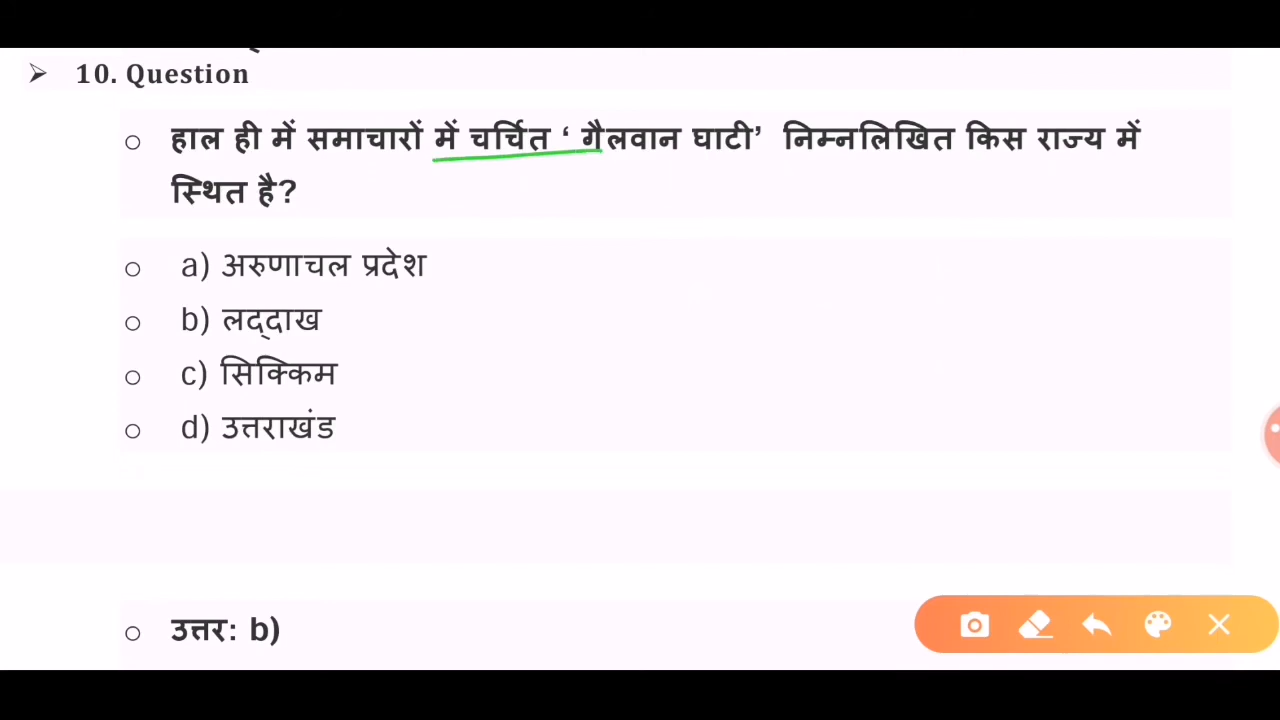 ➢ 10. Question
○ हाल ही में समाचारों में चर्चित ‘ गैलवान घाटी’ निम्नलिखित किस राज्य में
स्थित है?
○ a) अरुणाचल प्रदेश
○ b) लद्दाख
○ c) सिक्किम
○ d) उत्तराखंड
○ उत्तर: b)